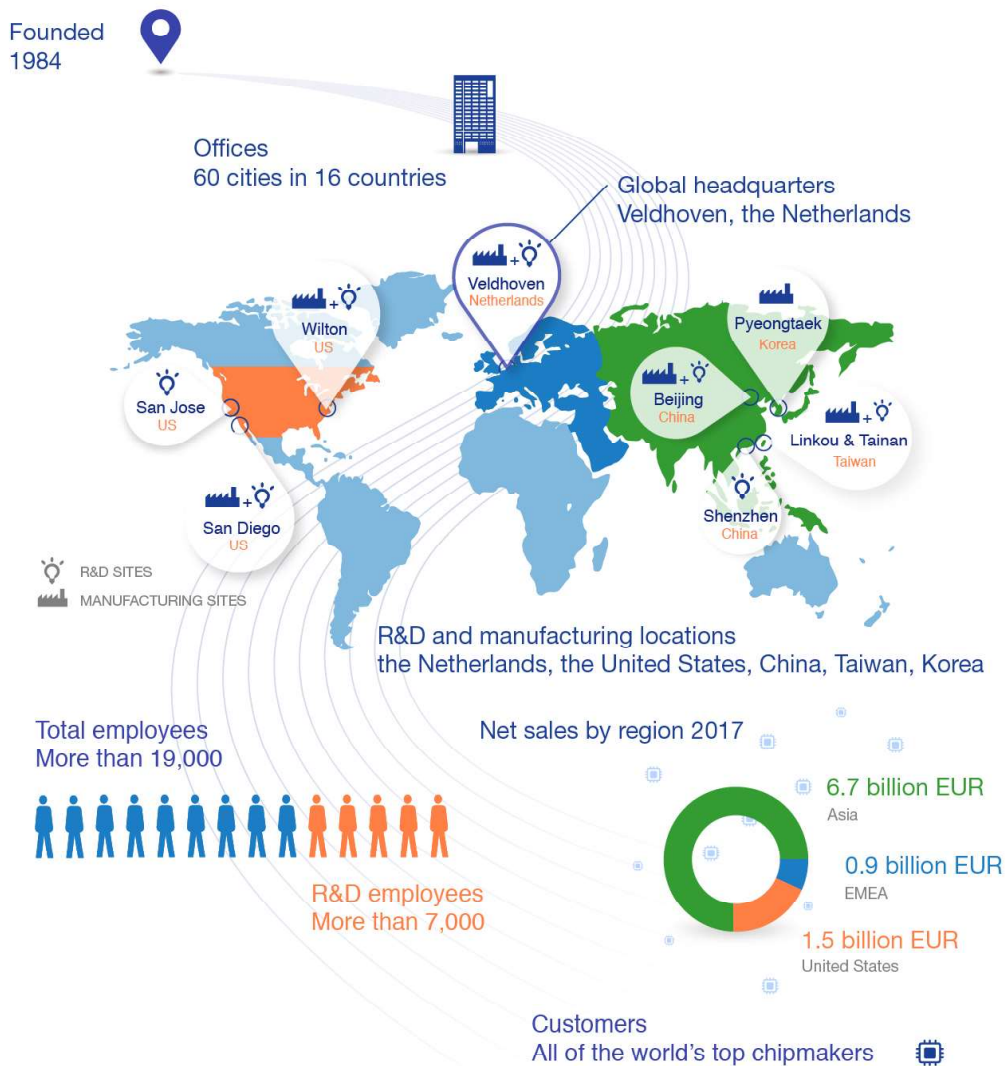 Founded
1984
Offices
60 cities in 16 countries
Global headquarters
Veldhoven, the Netherlands
Veldhoven
Netherlands
Wilton
US
Pyeongtaek
Korea
San Jose
US
Beijing
China
Linkou & Tainan
Taiwan
San Diego
US
Shenzhen
China
R&D SITES
MANUFACTURING SITES
R&D and manufacturing locations
the Netherlands, the United States, China, Taiwan, Korea
Total employees
More than 19,000
R&D employees
More than 7,000
Net sales by region 2017
6.7 billion EUR
Asia
0.9 billion EUR
EMEA
1.5 billion EUR
United States
Customers
All of the world's top chipmakers